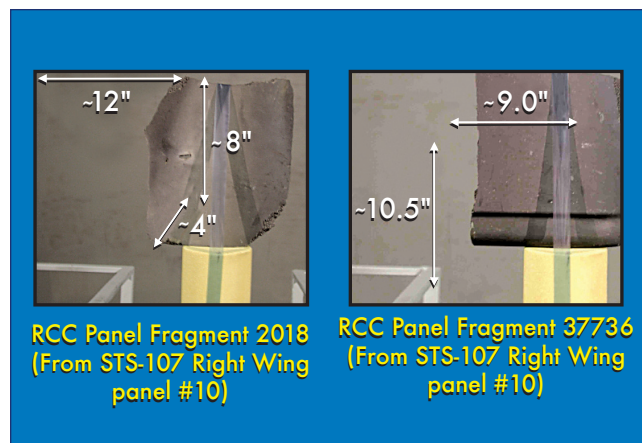 ~12"
~8"
~4"
~9.0"
~10.5"
RCC Panel Fragment 2018
(From STS-107 Right Wing
panel #10)
RCC Panel Fragment 37736
(From STS-107 Right Wing
panel #10)